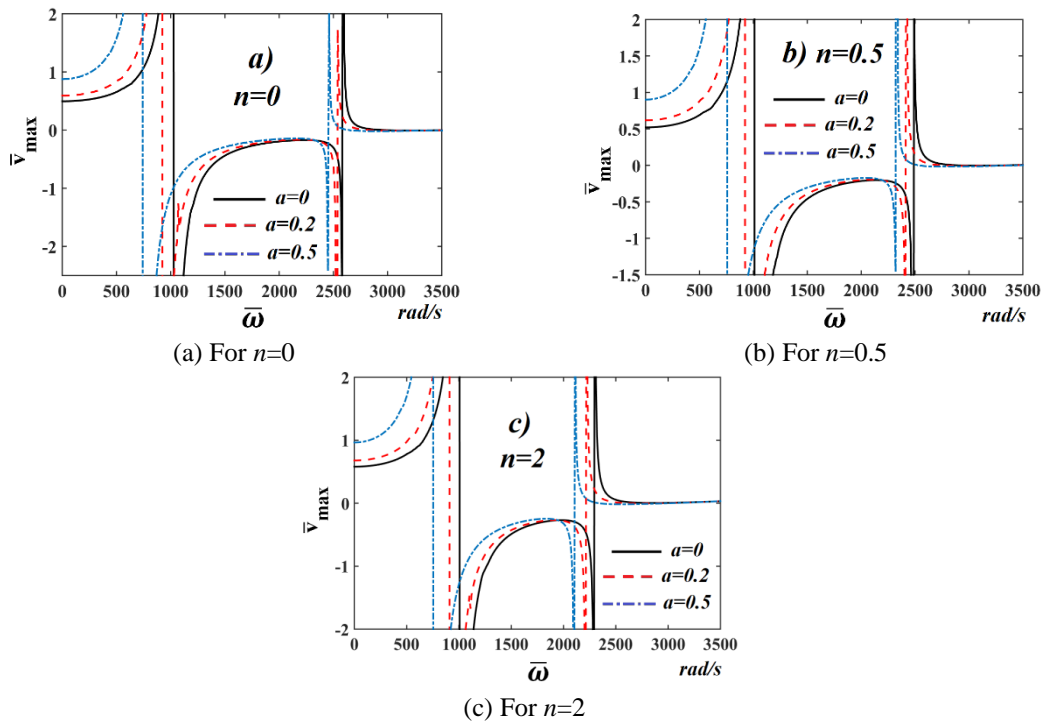 2
1
0
-1
-2
v̄max
a)
n=0
a=0
a=0.2
a=0.5
0 500 1000 1500 2000 2500 3000 3500
ω̄
rad/s
(a) For n=0
2
1.5
1
0.5
0
-0.5
-1
-1.5
v̄max
b) n=0.5
a=0
a=0.2
a=0.5
0 500 1000 1500 2000 2500 3000 3500
ω̄
rad/s
(b) For n=0.5
2
1
0
-1
-2
v̄max
c)
n=2
a=0
a=0.2
a=0.5
0 500 1000 1500 2000 2500 3000 3500
ω̄
rad/s
(c) For n=2